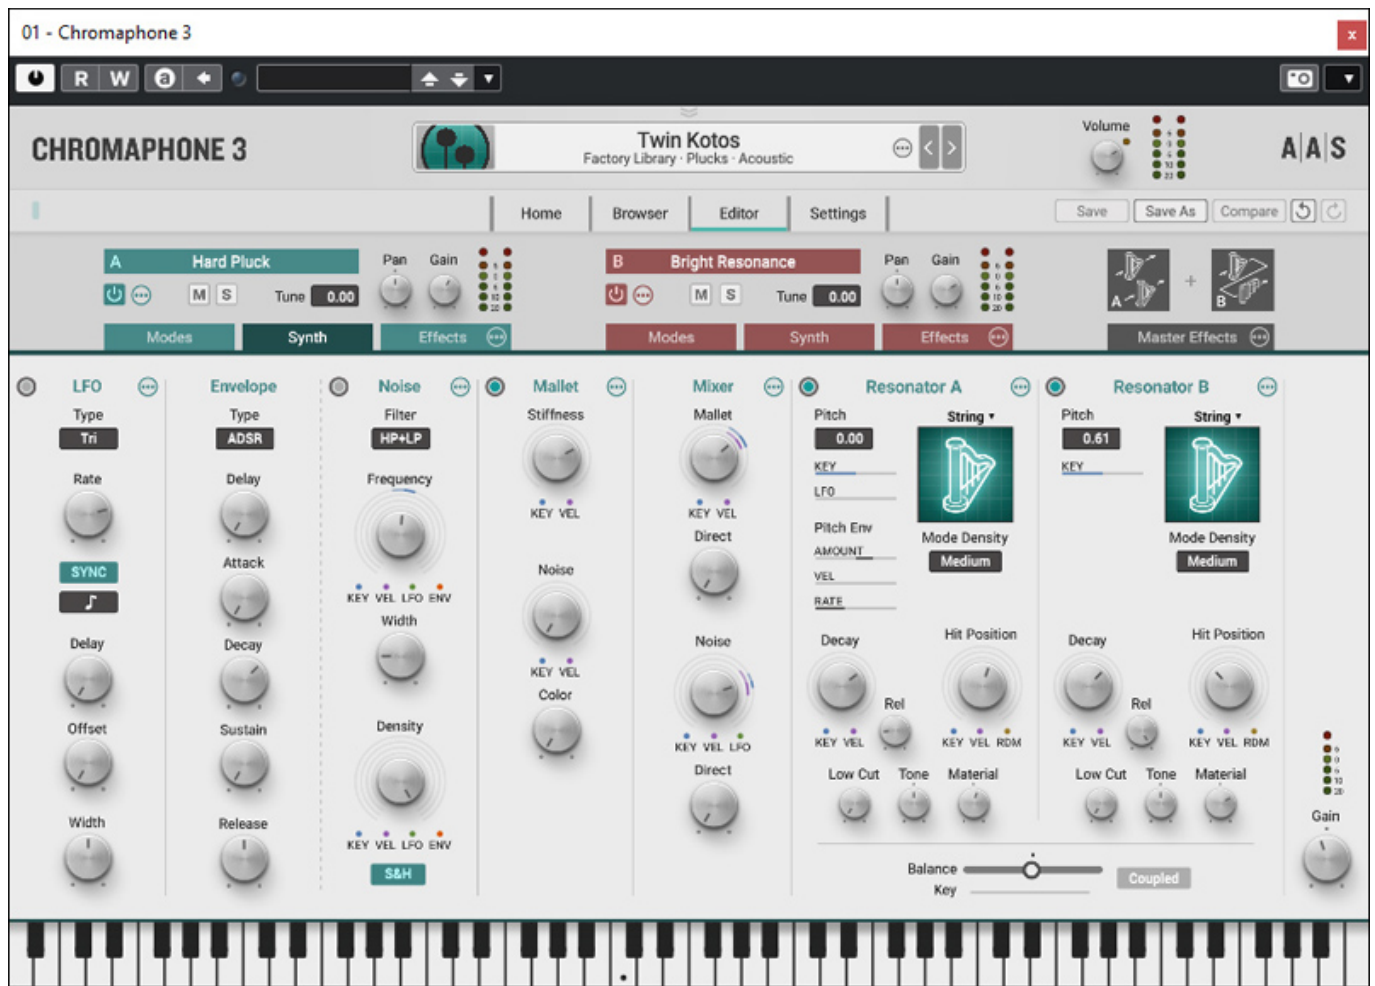 01 - Chromaphone 3
x
R W a
CHROMAPHONE 3
Twin Kotos
Factory Library · Plucks · Acoustic
Volume
A|A|S
Home Browser Editor Settings
Save Save As Compare
A Hard Pluck
Pan Gain
M S Tune 0.00
Modes Synth Effects
B Bright Resonance
Pan Gain
M S Tune 0.00
Modes Synth Effects
A + B
Master Effects
LFO
Type
Tri
Rate
SYNC
Delay
Offset
Width
Envelope
Type
ADSR
Delay
Attack
Decay
Sustain
Release
Noise
Filter
HP+LP
Frequency
KEY VEL LFO ENV
Width
Density
KEY VEL LFO ENV
S&H
Mallet
Stiffness
KEY VEL
Noise
KEY VEL
Color
Mixer
Mallet
KEY VEL
Direct
Noise
KEY VEL LFO
Direct
Resonator A
Pitch
0.00
KEY
LFO
Pitch Env
AMOUNT
VEL
RATE
String
Mode Density
Medium
Decay
KEY VEL
Rel
Hit Position
KEY VEL RDM
Low Cut Tone Material
Resonator B
Pitch
0.61
KEY
String
Mode Density
Medium
Decay
KEY VEL
Rel
Hit Position
KEY VEL RDM
Low Cut Tone Material
Balance
Key
Coupled
Gain